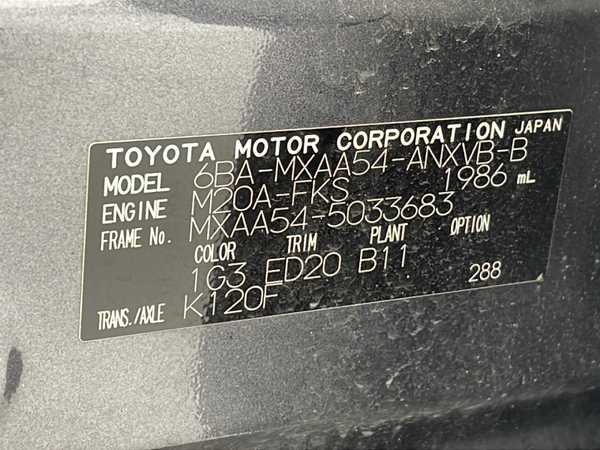 TOYOTA MOTOR CORPORATION JAPAN
MODEL 6BA-MXAA54-ANXVB-B
ENGINE M20A-FKS 1986 mL
FRAME No. MXAA54-5033683
COLOR TRIM PLANT OPTION
1G3 ED20 B11 288
TRANS./AXLE K120F